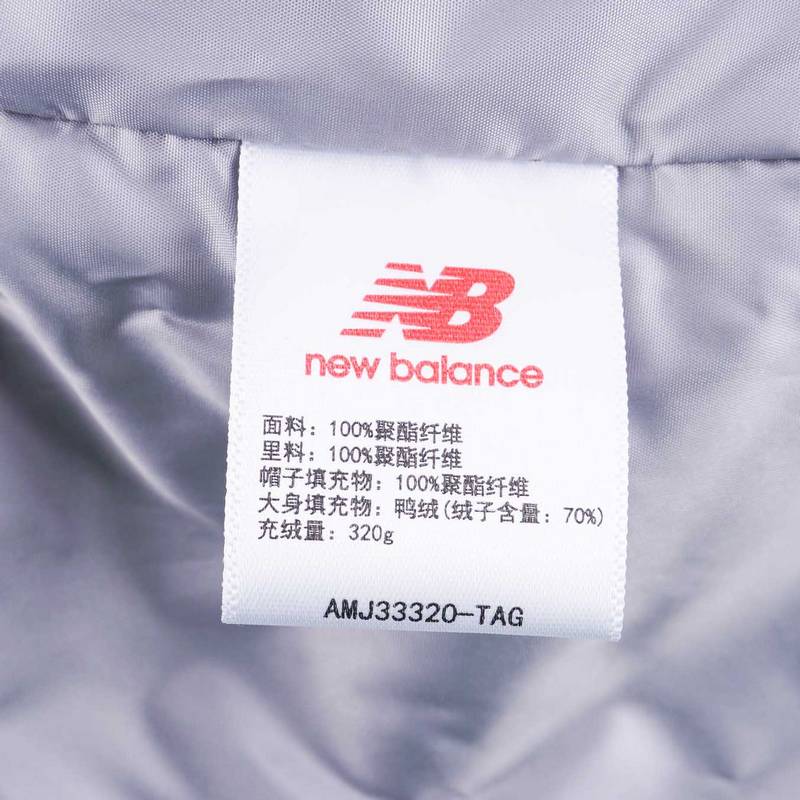 NB
new balance
面料：100%聚酯纤维
里料：100%聚酯纤维
帽子填充物：100%聚酯纤维
大身填充物：鸭绒(绒子含量：70%)
充绒量：320g
AMJ33320-TAG